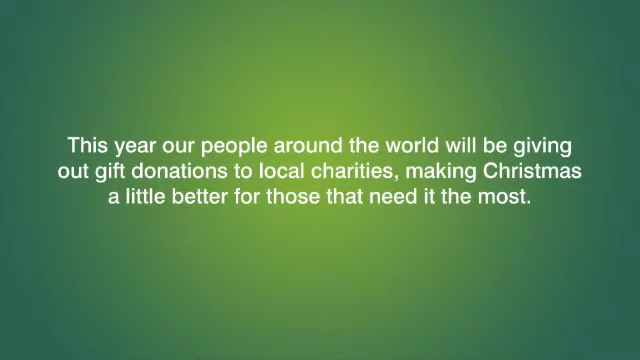 This year our people around the world will be giving
out gift donations to local charities, making Christmas
a little better for those that need it the most.